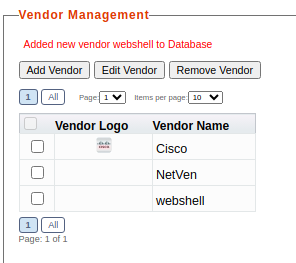 Vendor Management
Added new vendor webshell to Database
Add Vendor Edit Vendor Remove Vendor
1 All Page: 1 Items per page: 10
Vendor Logo Vendor Name
Cisco
NetVen
webshell
1 All
Page: 1 of 1